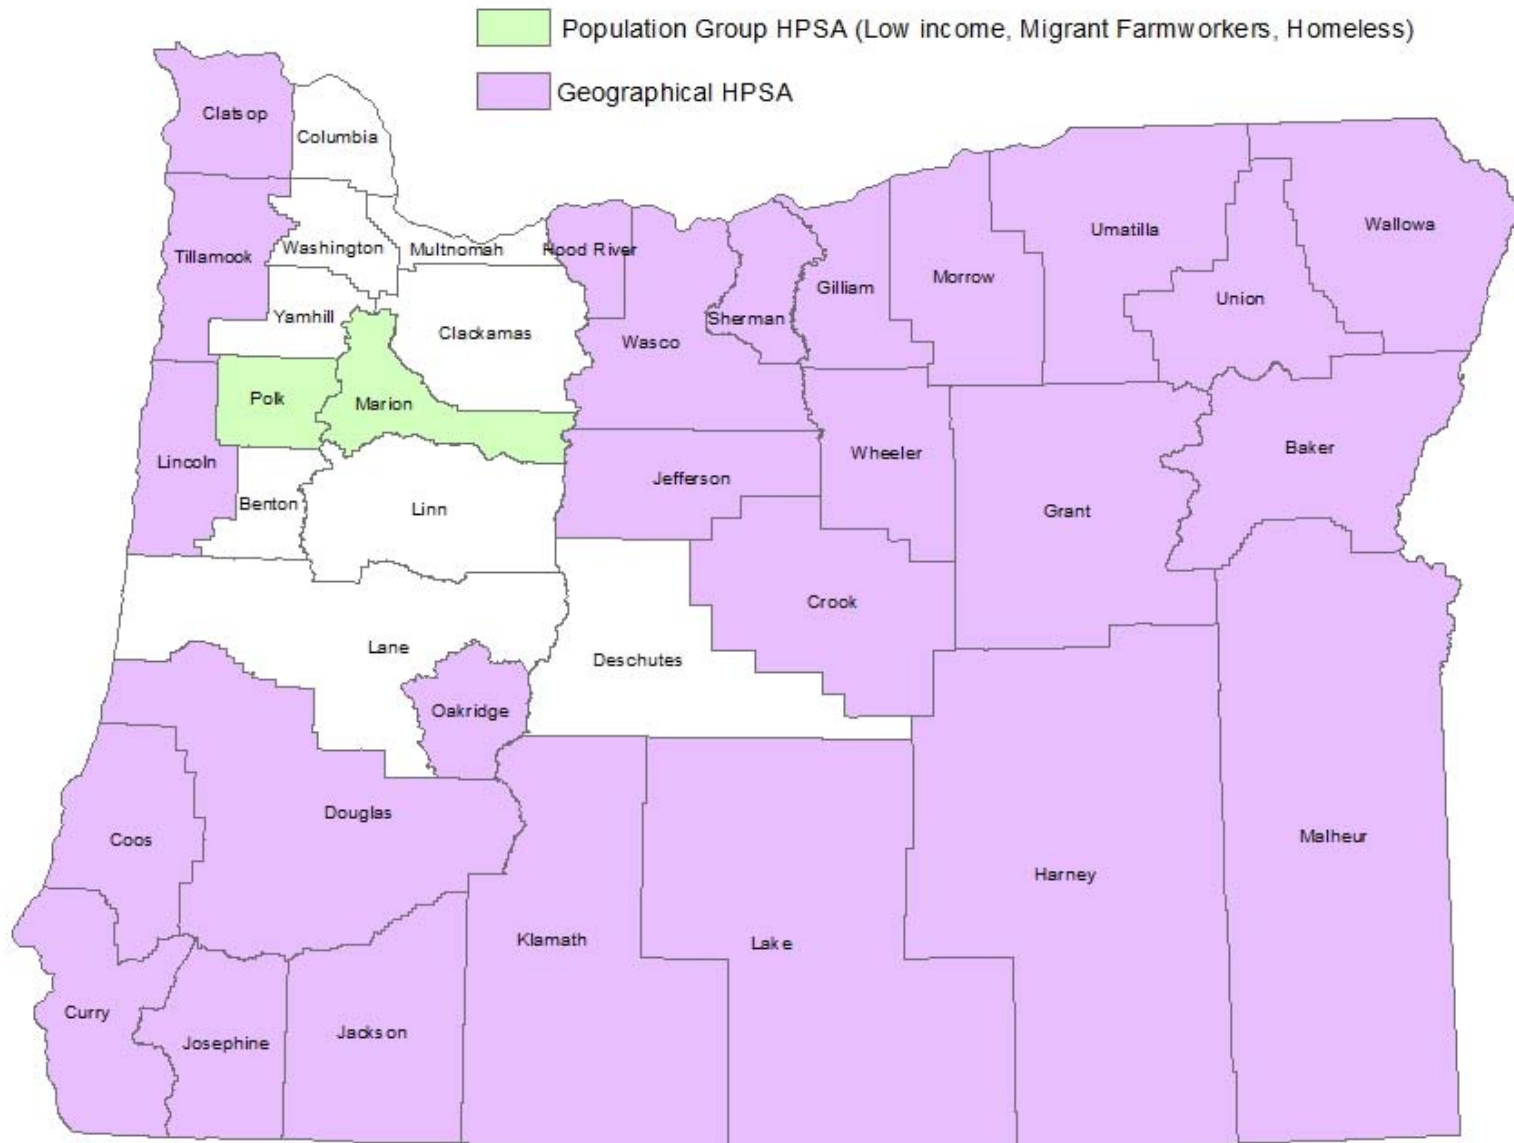 Population Group HPSA (Low income, Migrant Farmworkers, Homeless)
Geographical HPSA
Clatsop
Columbia
Tillamook
Washington
Multnomah
Hood River
Umatilla
Wallowa
Yamhill
Clackamas
Wasco
Sherman
Gilliam
Morrow
Union
Polk
Marion
Lincoln
Benton
Linn
Jefferson
Wheeler
Grant
Baker
Lane
Oakridge
Deschutes
Crook
Coos
Douglas
Klamath
Lake
Harney
Malheur
Curry
Josephine
Jackson